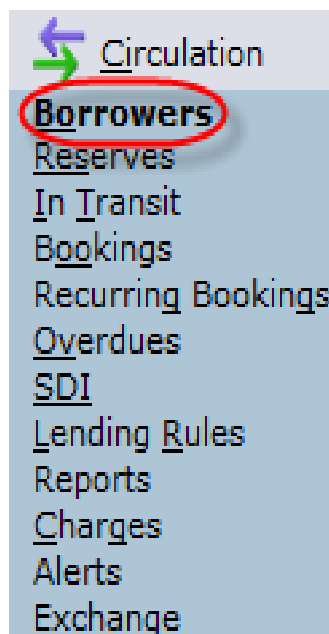 Circulation
Borrowers
Reserves
In Transit
Bookings
Recurring Bookings
Overdues
SDI
Lending Rules
Reports
Charges
Alerts
Exchange